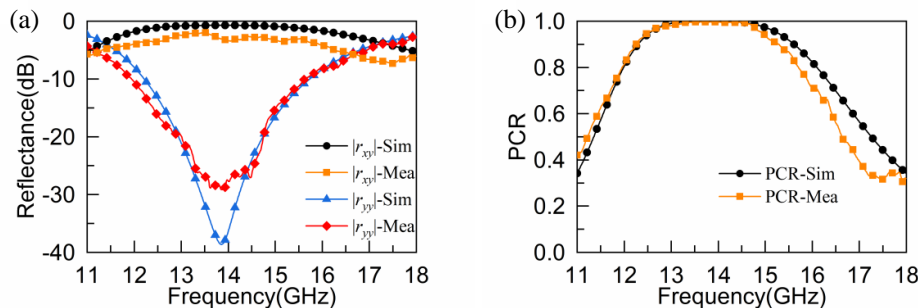 (a)
Reflectance(dB)
0
-10
-20
-30
-40
|rxy|-Sim
|rxy|-Mea
|ryy|-Sim
|ryy|-Mea
11 12 13 14 15 16 17 18
Frequency(GHz)
(b)
PCR
1.0
0.8
0.6
0.4
0.2
0.0
PCR-Sim
PCR-Mea
11 12 13 14 15 16 17 18
Frequency(GHz)